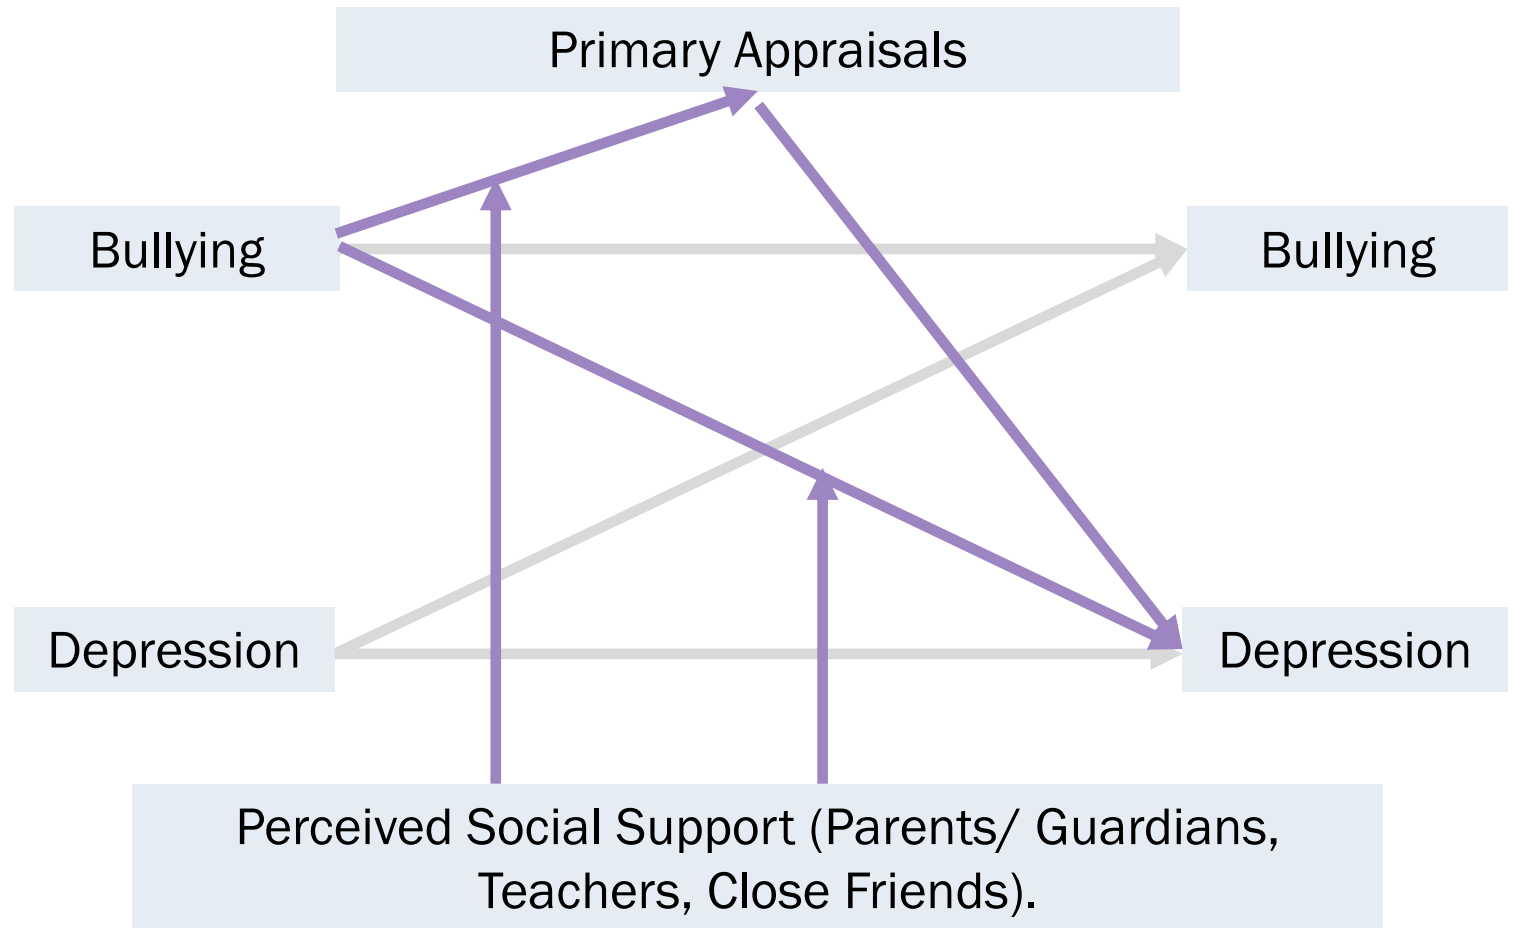 Primary Appraisals
Bullying
Bullying
Depression
Depression
Perceived Social Support (Parents/ Guardians,
Teachers, Close Friends).